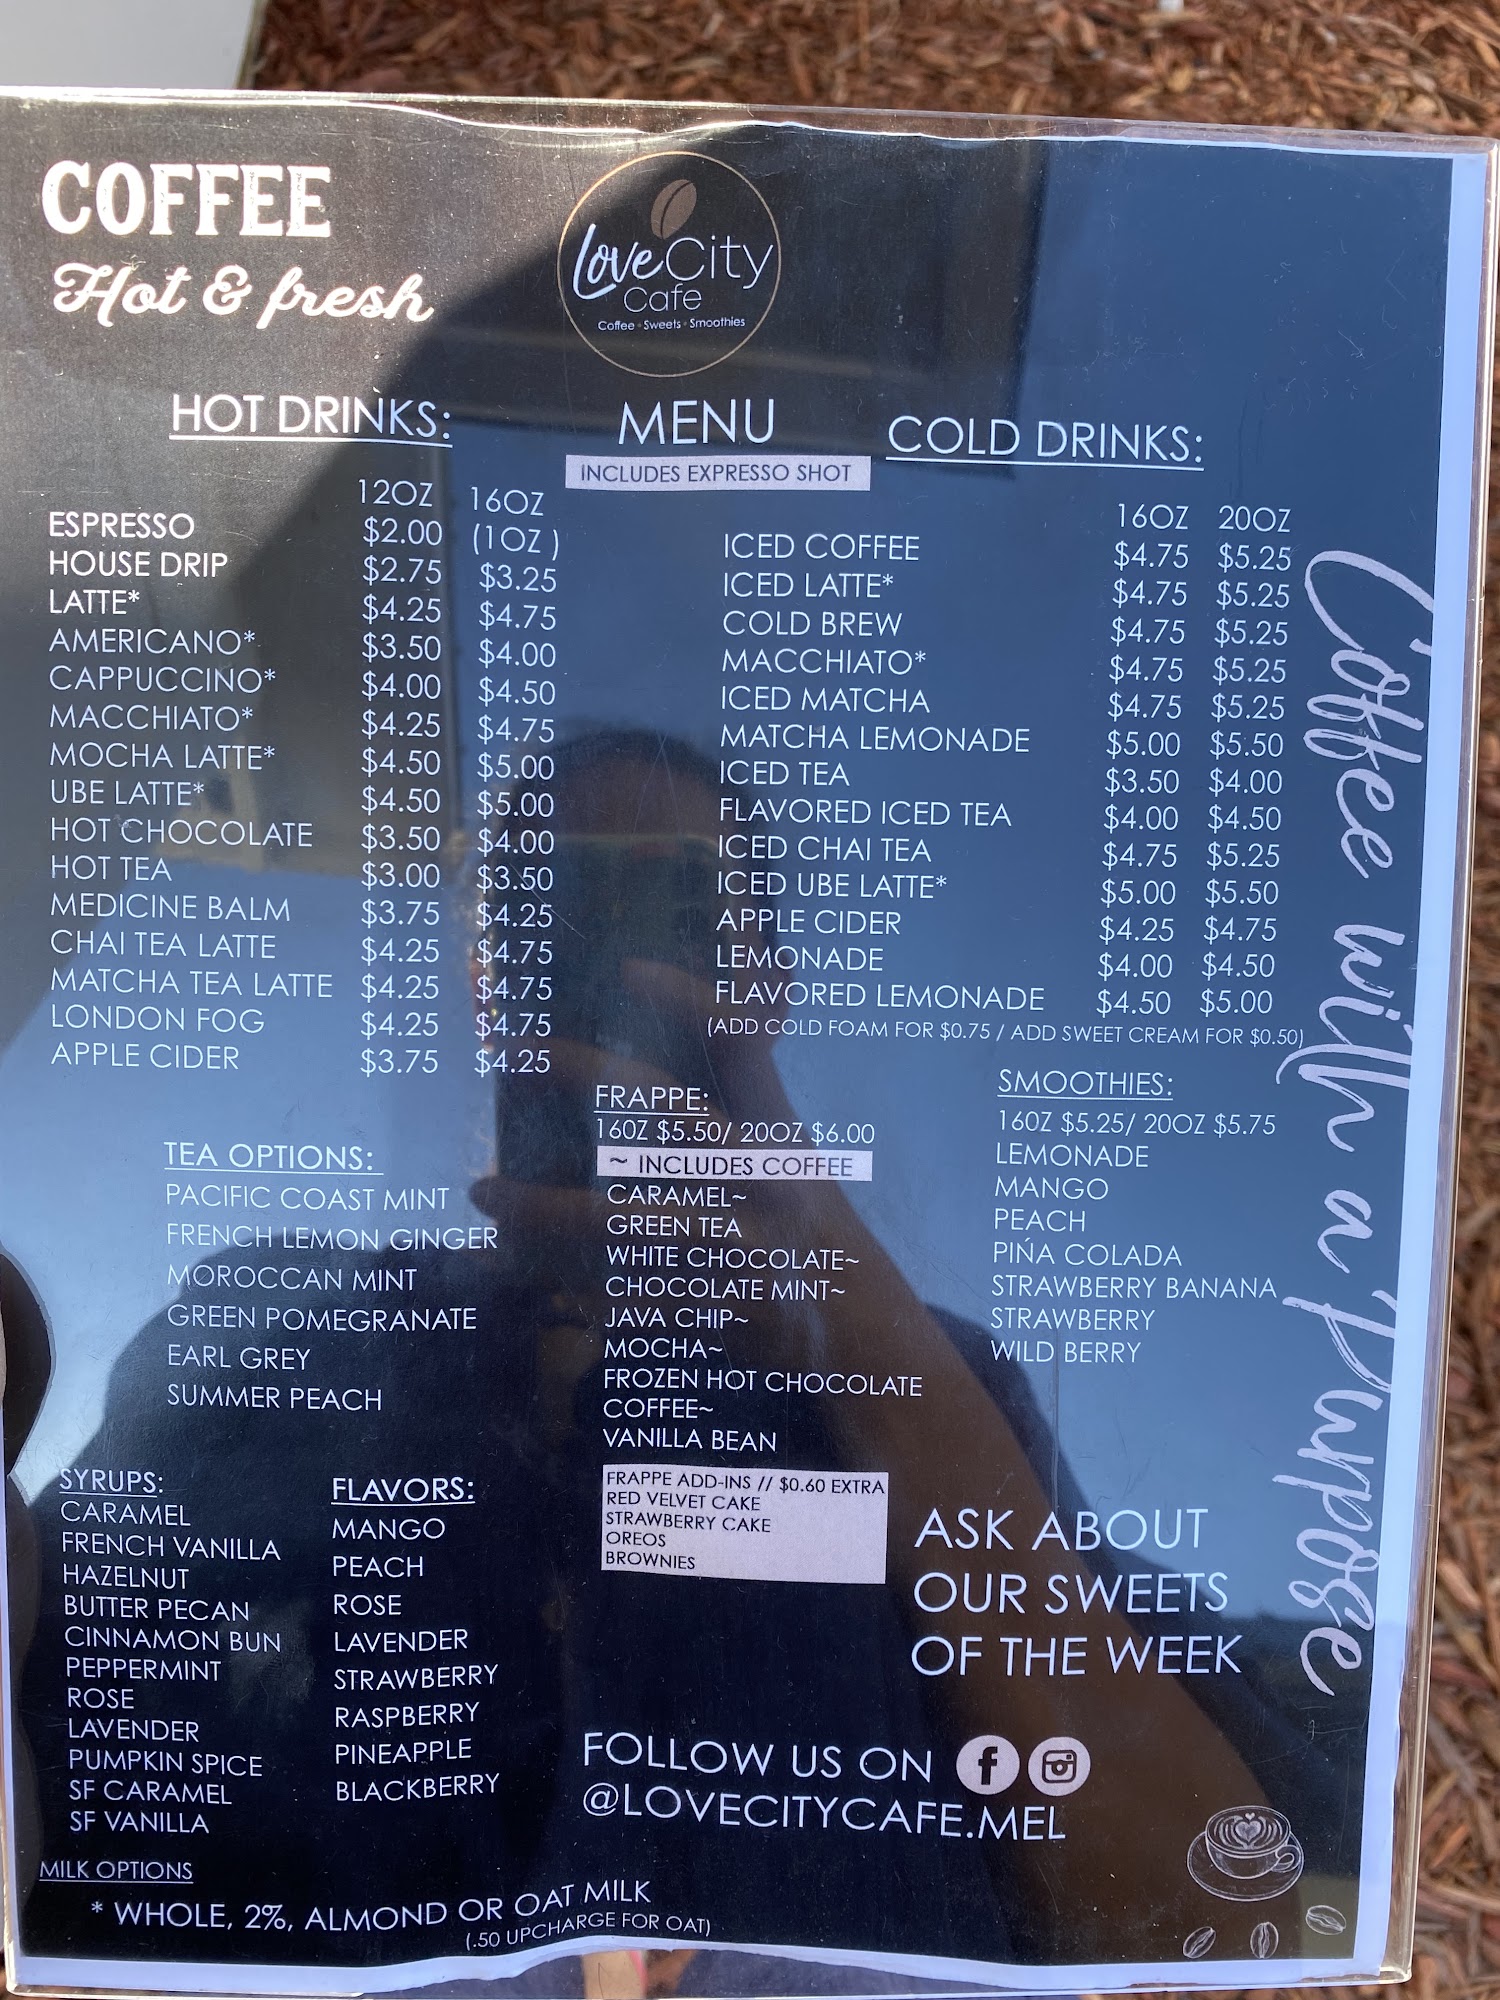 COFFEE
Hot & fresh
LoveCity
Cafe
Coffee • Sweets • Smoothies
MENU
INCLUDES EXPRESSO SHOT
HOT DRINKS:
12OZ 16OZ
ESPRESSO $2.00 (1OZ)
HOUSE DRIP $2.75 $3.25
LATTE* $4.25 $4.75
AMERICANO* $3.50 $4.00
CAPPUCCINO* $4.00 $4.50
MACCHIATO* $4.25 $4.75
MOCHA LATTE* $4.50 $5.00
UBE LATTE* $4.50 $5.00
HOT CHOCOLATE $3.50 $4.00
HOT TEA $3.00 $3.50
MEDICINE BALM $3.75 $4.25
CHAI TEA LATTE $4.25 $4.75
MATCHA TEA LATTE $4.25 $4.75
LONDON FOG $4.25 $4.75
APPLE CIDER $3.75 $4.25
COLD DRINKS:
16OZ 20OZ
ICED COFFEE $4.75 $5.25
ICED LATTE* $4.75 $5.25
COLD BREW $4.75 $5.25
MACCHIATO* $4.75 $5.25
ICED MATCHA $4.75 $5.25
MATCHA LEMONADE $5.00 $5.50
ICED TEA $3.50 $4.00
FLAVORED ICED TEA $4.00 $4.50
ICED CHAI TEA $4.75 $5.25
ICED UBE LATTE* $5.00 $5.50
APPLE CIDER $4.25 $4.75
LEMONADE $4.00 $4.50
FLAVORED LEMONADE $4.50 $5.00
(ADD COLD FOAM FOR $0.75 / ADD SWEET CREAM FOR $0.50)
TEA OPTIONS:
PACIFIC COAST MINT
FRENCH LEMON GINGER
MOROCCAN MINT
GREEN POMEGRANATE
EARL GREY
SUMMER PEACH
FRAPPE:
16OZ $5.50/ 20OZ $6.00
~ INCLUDES COFFEE
CARAMEL~
GREEN TEA
WHITE CHOCOLATE~
CHOCOLATE MINT~
JAVA CHIP~
MOCHA~
FROZEN HOT CHOCOLATE
COFFEE~
VANILLA BEAN
FRAPPE ADD-INS // $0.60 EXTRA
RED VELVET CAKE
STRAWBERRY CAKE
OREOS
BROWNIES
SMOOTHIES:
16OZ $5.25/ 20OZ $5.75
LEMONADE
MANGO
PEACH
PIŃA COLADA
STRAWBERRY BANANA
STRAWBERRY
WILD BERRY
SYRUPS:
CARAMEL
FRENCH VANILLA
HAZELNUT
BUTTER PECAN
CINNAMON BUN
PEPPERMINT
ROSE
LAVENDER
PUMPKIN SPICE
SF CARAMEL
SF VANILLA
FLAVORS:
MANGO
PEACH
ROSE
LAVENDER
STRAWBERRY
RASPBERRY
PINEAPPLE
BLACKBERRY
ASK ABOUT
OUR SWEETS
OF THE WEEK
FOLLOW US ON
@LOVECITYCAFE.MEL
MILK OPTIONS
* WHOLE, 2%, ALMOND OR OAT MILK
(.50 UPCHARGE FOR OAT)
Coffee with a Purpose